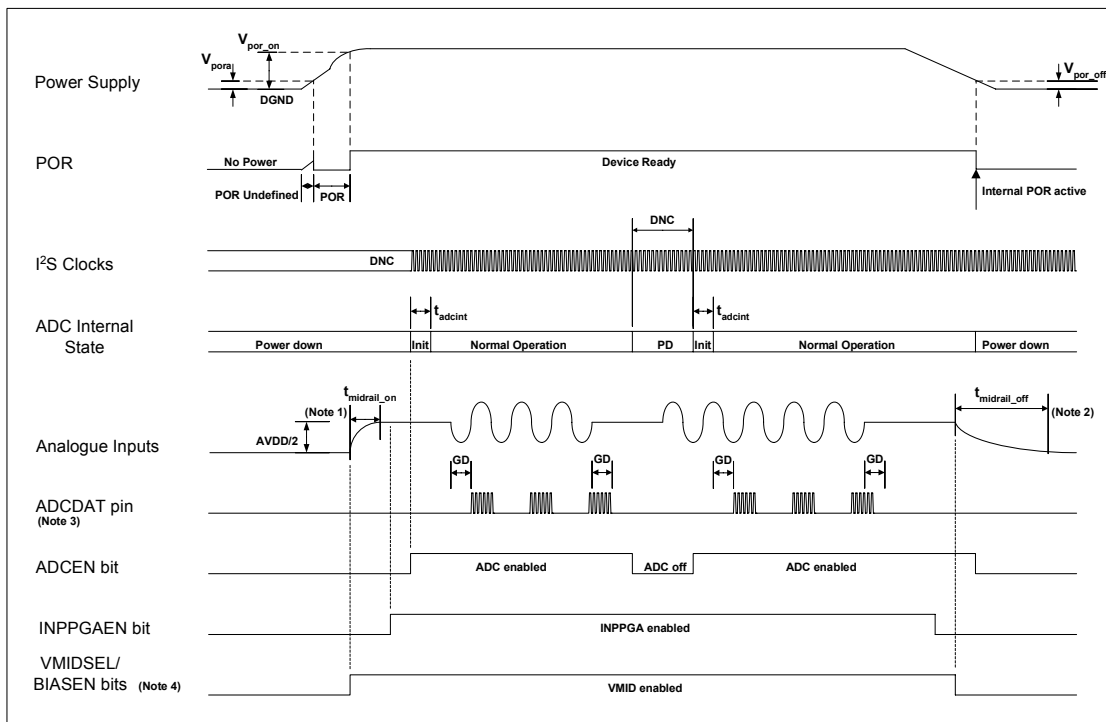 Power Supply
V_por_on
V_pora
DGND
V_por_off
POR
No Power
Device Ready
POR Undefined
POR
Internal POR active
DNC
I²S Clocks
DNC
t_adcint
t_adcint
ADC Internal
State
Power down
Init
Normal Operation
PD
Init
Normal Operation
Power down
t_midrail_on
t_midrail_off
(Note 1)
(Note 2)
Analogue Inputs
AVDD/2
GD
GD
GD
GD
ADCDAT pin
(Note 3)
ADCEN bit
ADC enabled
ADC off
ADC enabled
INPPGAEN bit
INPPGA enabled
VMIDSEL/
BIASEN bits (Note 4)
VMID enabled